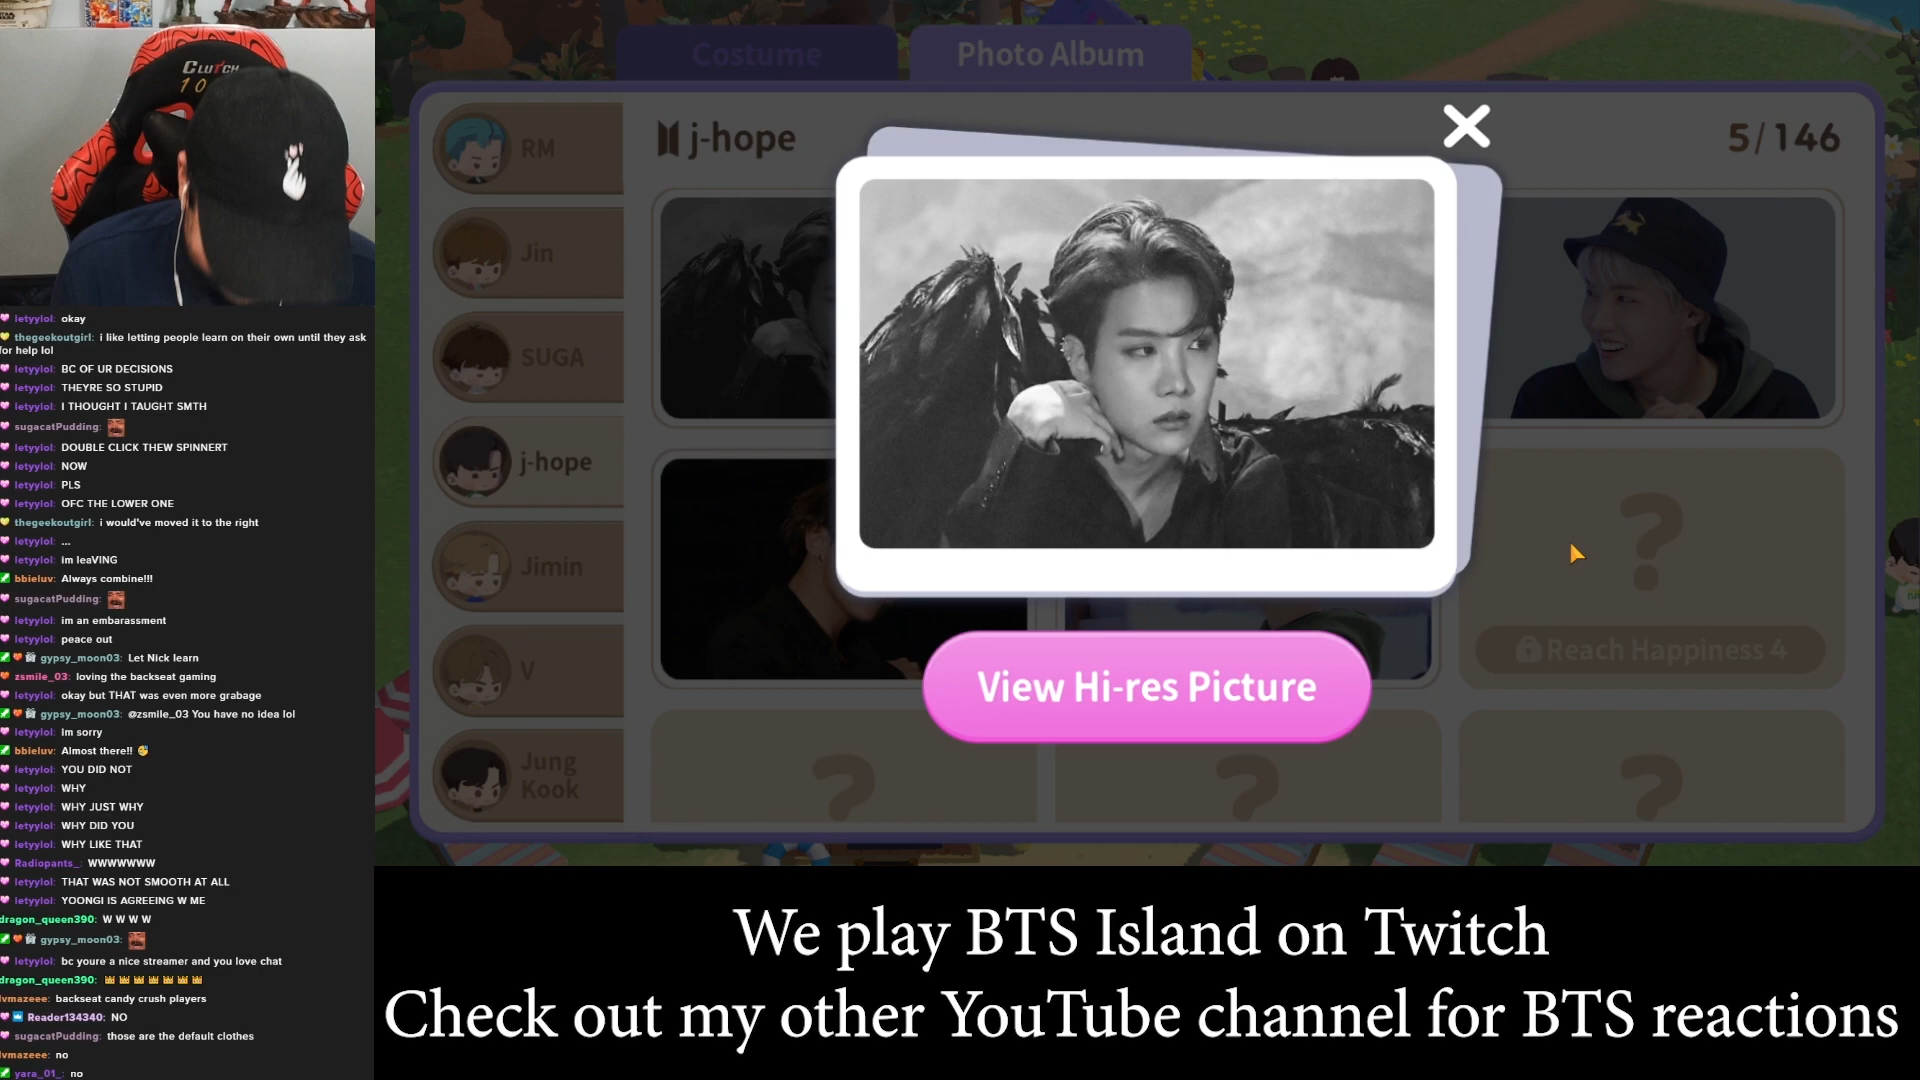 CLUTCH
10
letyylol: okay
thegeekoutgirl: i like letting people learn on their own until they ask
for help lol
letyylol: BC OF UR DECISIONS
letyylol: THEYRE SO STUPID
letyylol: I THOUGHT I TAUGHT SMTH
sugacatPudding:
letyylol: DOUBLE CLICK THEW SPINNERT
letyylol: NOW
letyylol: PLS
letyylol: OFC THE LOWER ONE
thegeekoutgirl: i would've moved it to the right
letyylol: ...
letyylol: im leaVING
bbieluv: Always combine!!!
sugacatPudding:
letyylol: im an embarassment
letyylol: peace out
gypsy_moon03: Let Nick learn
zsmile_03: loving the backseat gaming
letyylol: okay but THAT was even more grabage
gypsy_moon03: @zsmile_03 You have no idea lol
letyylol: im sorry
bbieluv: Almost there!!
letyylol: YOU DID NOT
letyylol: WHY
letyylol: WHY JUST WHY
letyylol: WHY DID YOU
letyylol: WHY LIKE THAT
Radiopants_: WWWWWWW
letyylol: THAT WAS NOT SMOOTH AT ALL
letyylol: YOONGI IS AGREEING W ME
dragon_queen390: W W W W
gypsy_moon03:
letyylol: bc youre a nice streamer and you love chat
dragon_queen390:
lvmazeee: backseat candy crush players
Reader134340: NO
sugacatPudding: those are the default clothes
lvmazeee: no
yara_01_: no
Costume
Photo Album
RM
Jin
SUGA
j-hope
Jimin
V
Jung
Kook
j-hope
5/146
?
Reach Happiness 4
? ? ?
View Hi-res Picture
We play BTS Island on Twitch
Check out my other YouTube channel for BTS reactions